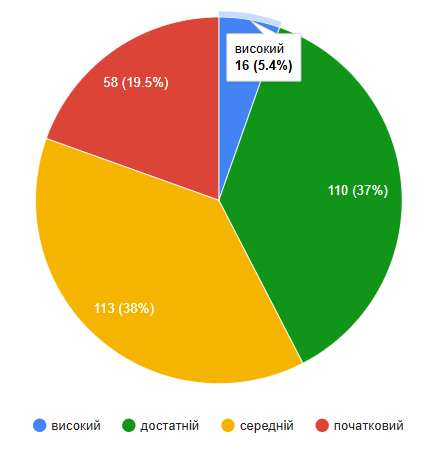 високий
16 (5.4%)
58 (19.5%)
110 (37%)
113 (38%)
високий
достатній
середній
початковий